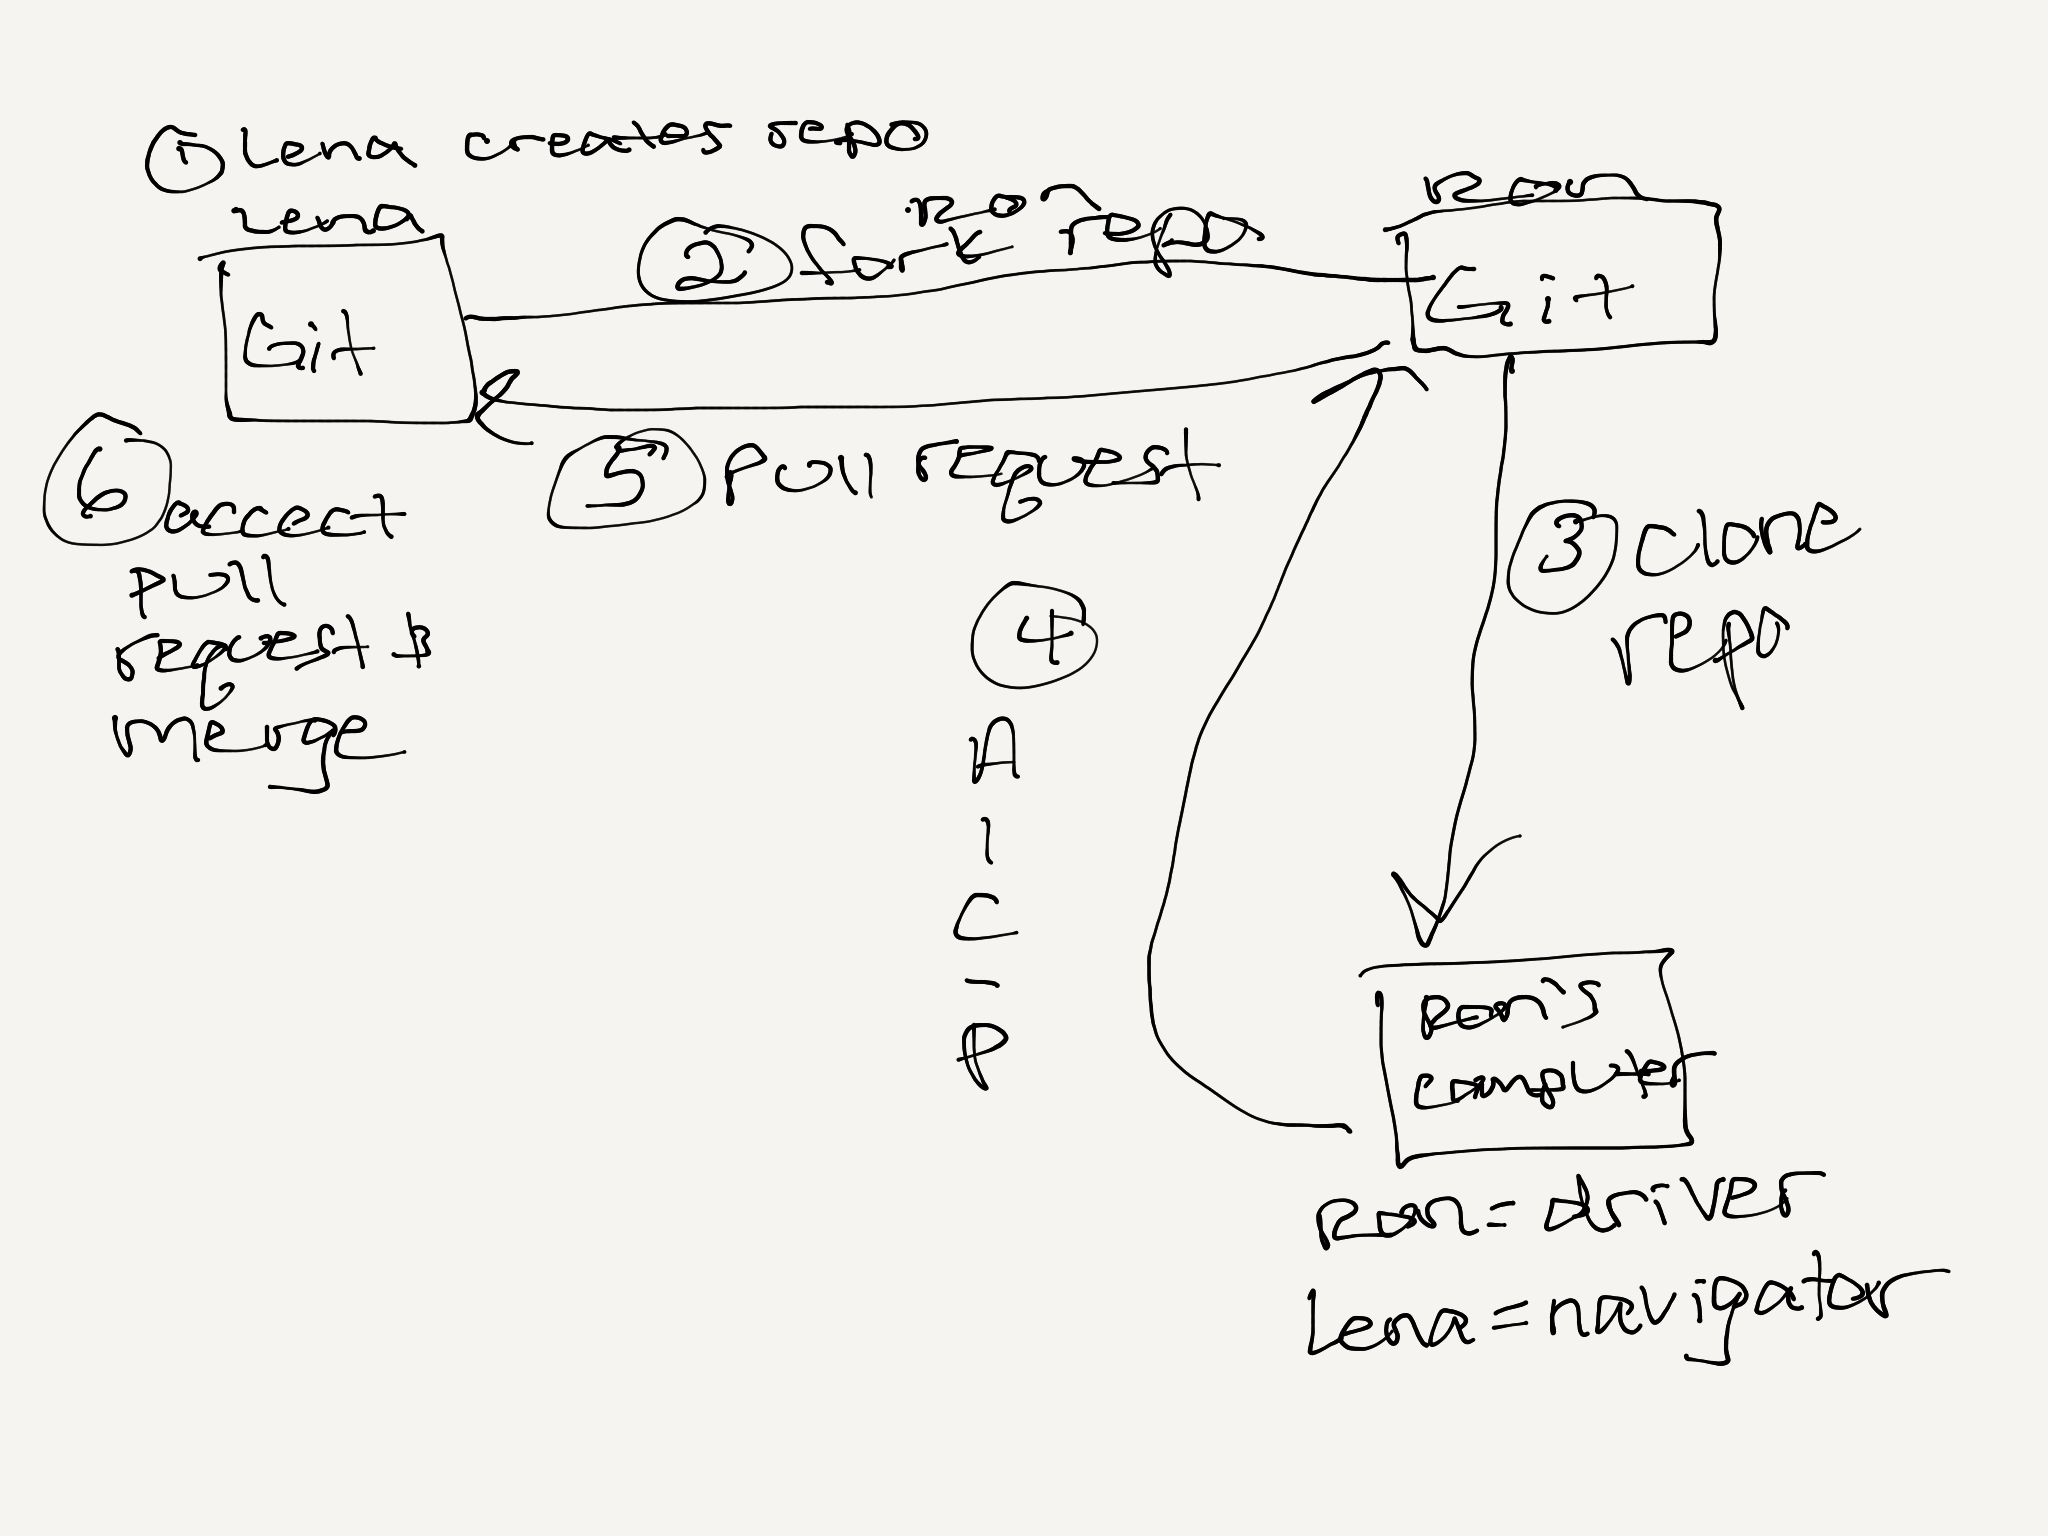 ① Lena creates repo
Lena
Git
② fork repo
Ron
Ron
Git
⑤ Pull request
③ clone
repo
⑥ accect
pull
request &
merge
④
A
I
C
-
P
Ron's
computer
Ron = driver
Lena = navigator